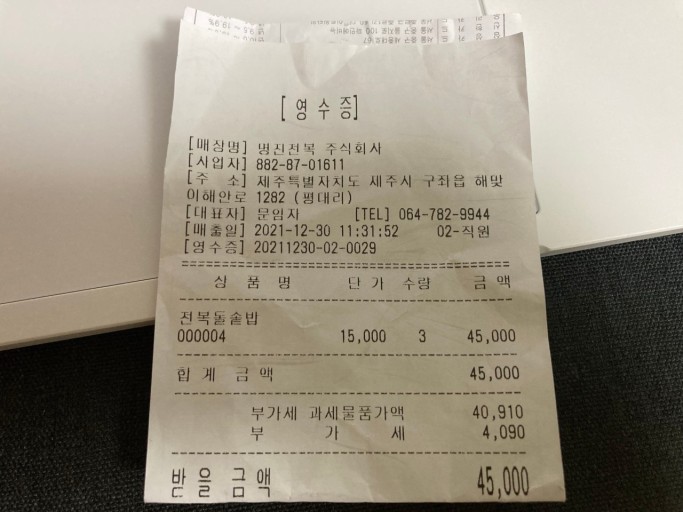 [영수증]
[매장명] 명진전복 주식회사
[사업자] 882-87-01611
[주 소] 제주특별자치도 제주시 구좌읍 해맞
이해안로 1282 (평대리)
[대표자] 문임자 [TEL] 064-782-9944
[매출일] 2021-12-30 11:31:52 02-직원
[영수증] 20211230-02-0029
상 품 명 단 가 수량 금 액
전복돌솥밥
000004 15,000 3 45,000
합 계 금 액 45,000
부가세 과세물품가액 40,910
부 가 세 4,090
받 을 금 액 45,000